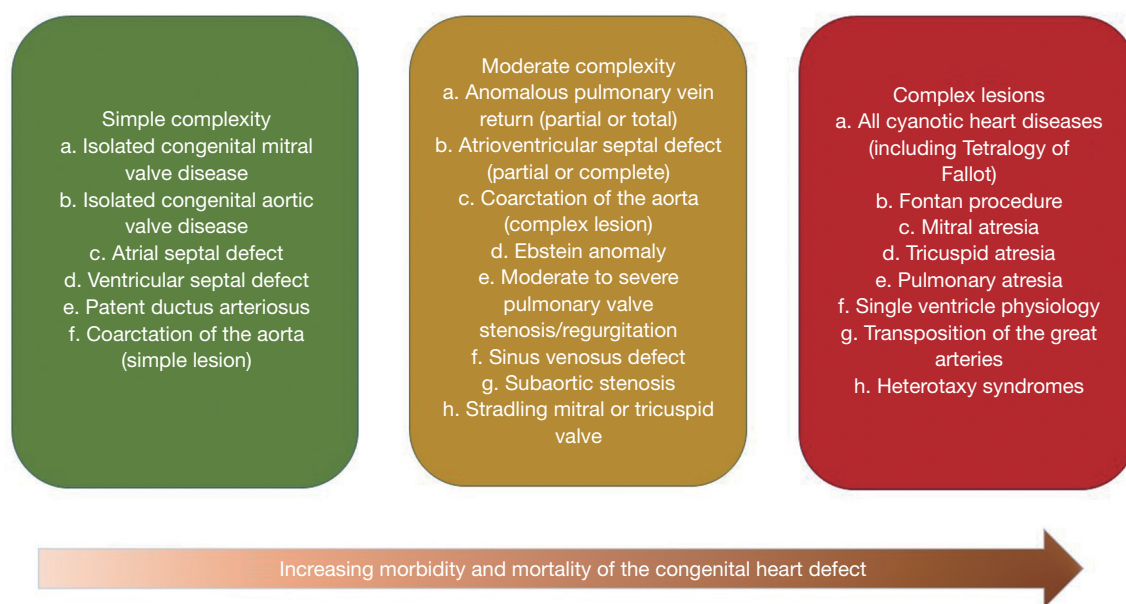 Simple complexity
a. Isolated congenital mitral
valve disease
b. Isolated congenital aortic
valve disease
c. Atrial septal defect
d. Ventricular septal defect
e. Patent ductus arteriosus
f. Coarctation of the aorta
(simple lesion)
Moderate complexity
a. Anomalous pulmonary vein
return (partial or total)
b. Atrioventricular septal defect
(partial or complete)
c. Coarctation of the aorta
(complex lesion)
d. Ebstein anomaly
e. Moderate to severe
pulmonary valve
stenosis/regurgitation
f. Sinus venosus defect
g. Subaortic stenosis
h. Stradling mitral or tricuspid
valve
Complex lesions
a. All cyanotic heart diseases
(including Tetralogy of
Fallot)
b. Fontan procedure
c. Mitral atresia
d. Tricuspid atresia
e. Pulmonary atresia
f. Single ventricle physiology
g. Transposition of the great
arteries
h. Heterotaxy syndromes
Increasing morbidity and mortality of the congenital heart defect